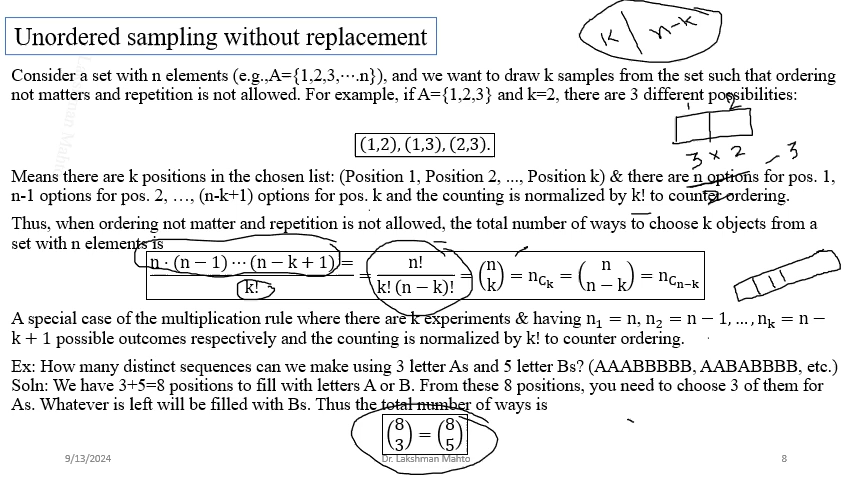 Unordered sampling without replacement
K / n-k
Consider a set with n elements (e.g.,A={1,2,3,⋯.n}), and we want to draw k samples from the set such that ordering
not matters and repetition is not allowed. For example, if A={1,2,3} and k=2, there are 3 different possibilities:
1 2
(1,2), (1,3), (2,3).
3 × 2
3
Means there are k positions in the chosen list: (Position 1, Position 2, ..., Position k) & there are n options for pos. 1,
n-1 options for pos. 2, …, (n-k+1) options for pos. k and the counting is normalized by k! to counter ordering.
2
Thus, when ordering not matter and repetition is not allowed, the total number of ways to choose k objects from a
set with n elements is
n·(n − 1)⋯(n − k + 1)/k! = = n!/(k!(n − k)!) = (n k) = nCk = (n n − k) = nCn−k
A special case of the multiplication rule where there are k experiments & having n₁ = n, n₂ = n − 1, …, nk = n −
k + 1 possible outcomes respectively and the counting is normalized by k! to counter ordering.
Ex: How many distinct sequences can we make using 3 letter As and 5 letter Bs? (AAABBBBB, AABABBBB, etc.)
Soln: We have 3+5=8 positions to fill with letters A or B. From these 8 positions, you need to choose 3 of them for
As. Whatever is left will be filled with Bs. Thus the total number of ways is
(8 3) = (8 5)
9/13/2024
Dr. Lakshman Mahto
8